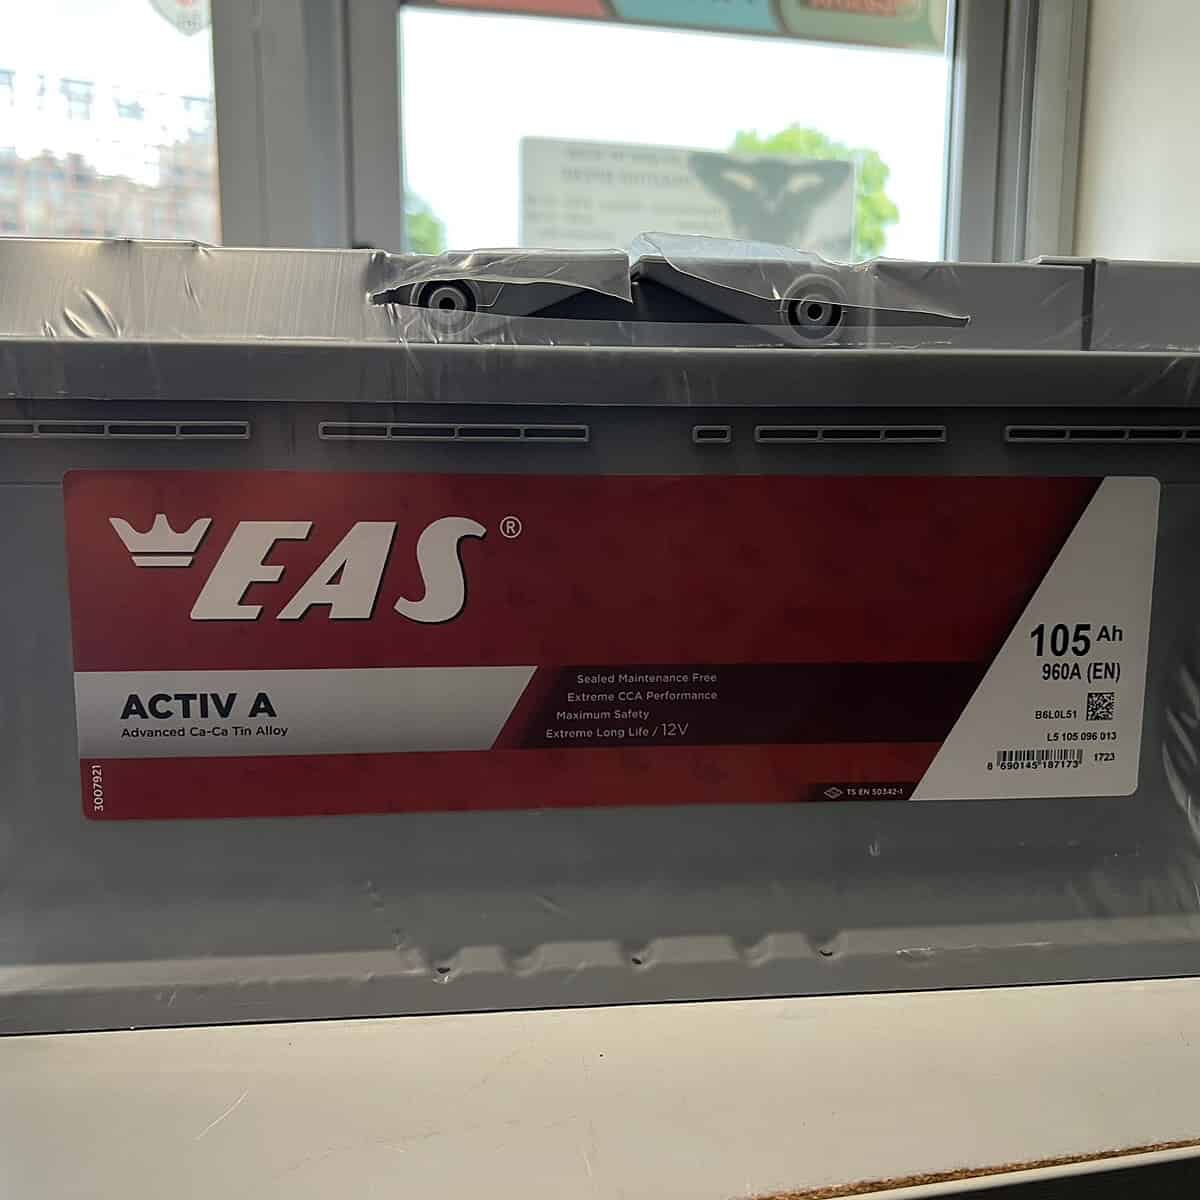 EAS®
ACTIV A
Advanced Ca-Ca Tin Alloy
Sealed Maintenance Free
Extreme CCA Performance
Maximum Safety
Extreme Long Life / 12V
105 Ah
960A (EN)
B6L0L51
L5 105 096 013
8 690145 187173
1723
TS EN 50342-1
3007921